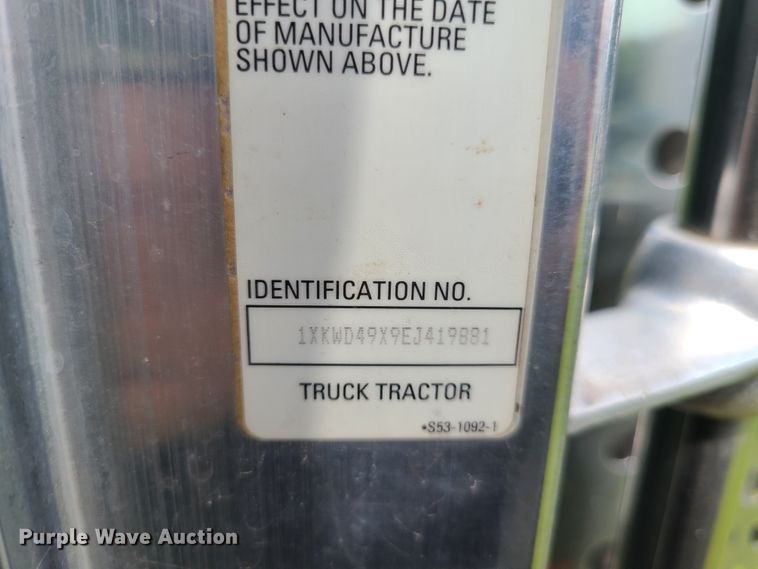 EFFECT ON THE DATE
OF MANUFACTURE
SHOWN ABOVE.
IDENTIFICATION NO.
1XKWD49X9EJ419881
TRUCK TRACTOR
•S53-1092-1
Purple Wave Auction®